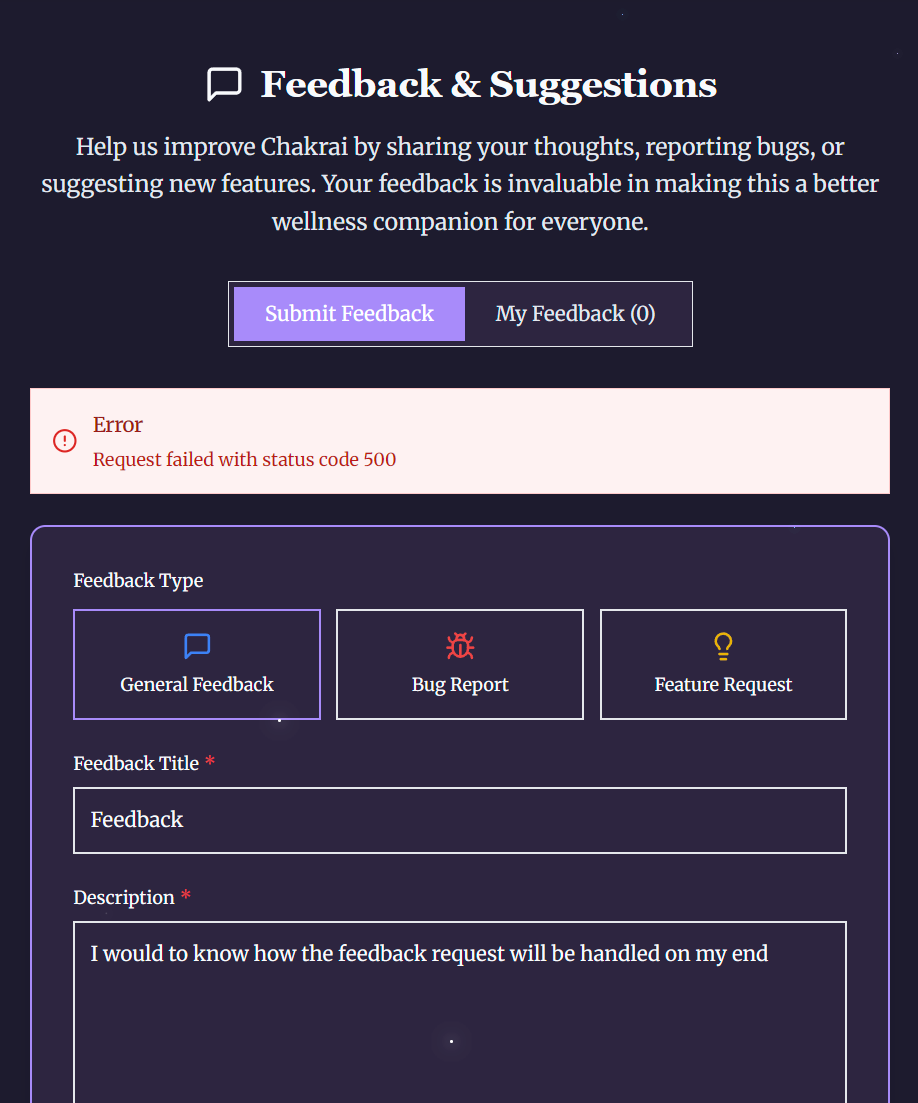 Feedback & Suggestions
Help us improve Chakrai by sharing your thoughts, reporting bugs, or
suggesting new features. Your feedback is invaluable in making this a better
wellness companion for everyone.
Submit Feedback
My Feedback (0)
Error
Request failed with status code 500
Feedback Type
General Feedback
Bug Report
Feature Request
Feedback Title *
Feedback
Description *
I would to know how the feedback request will be handled on my end